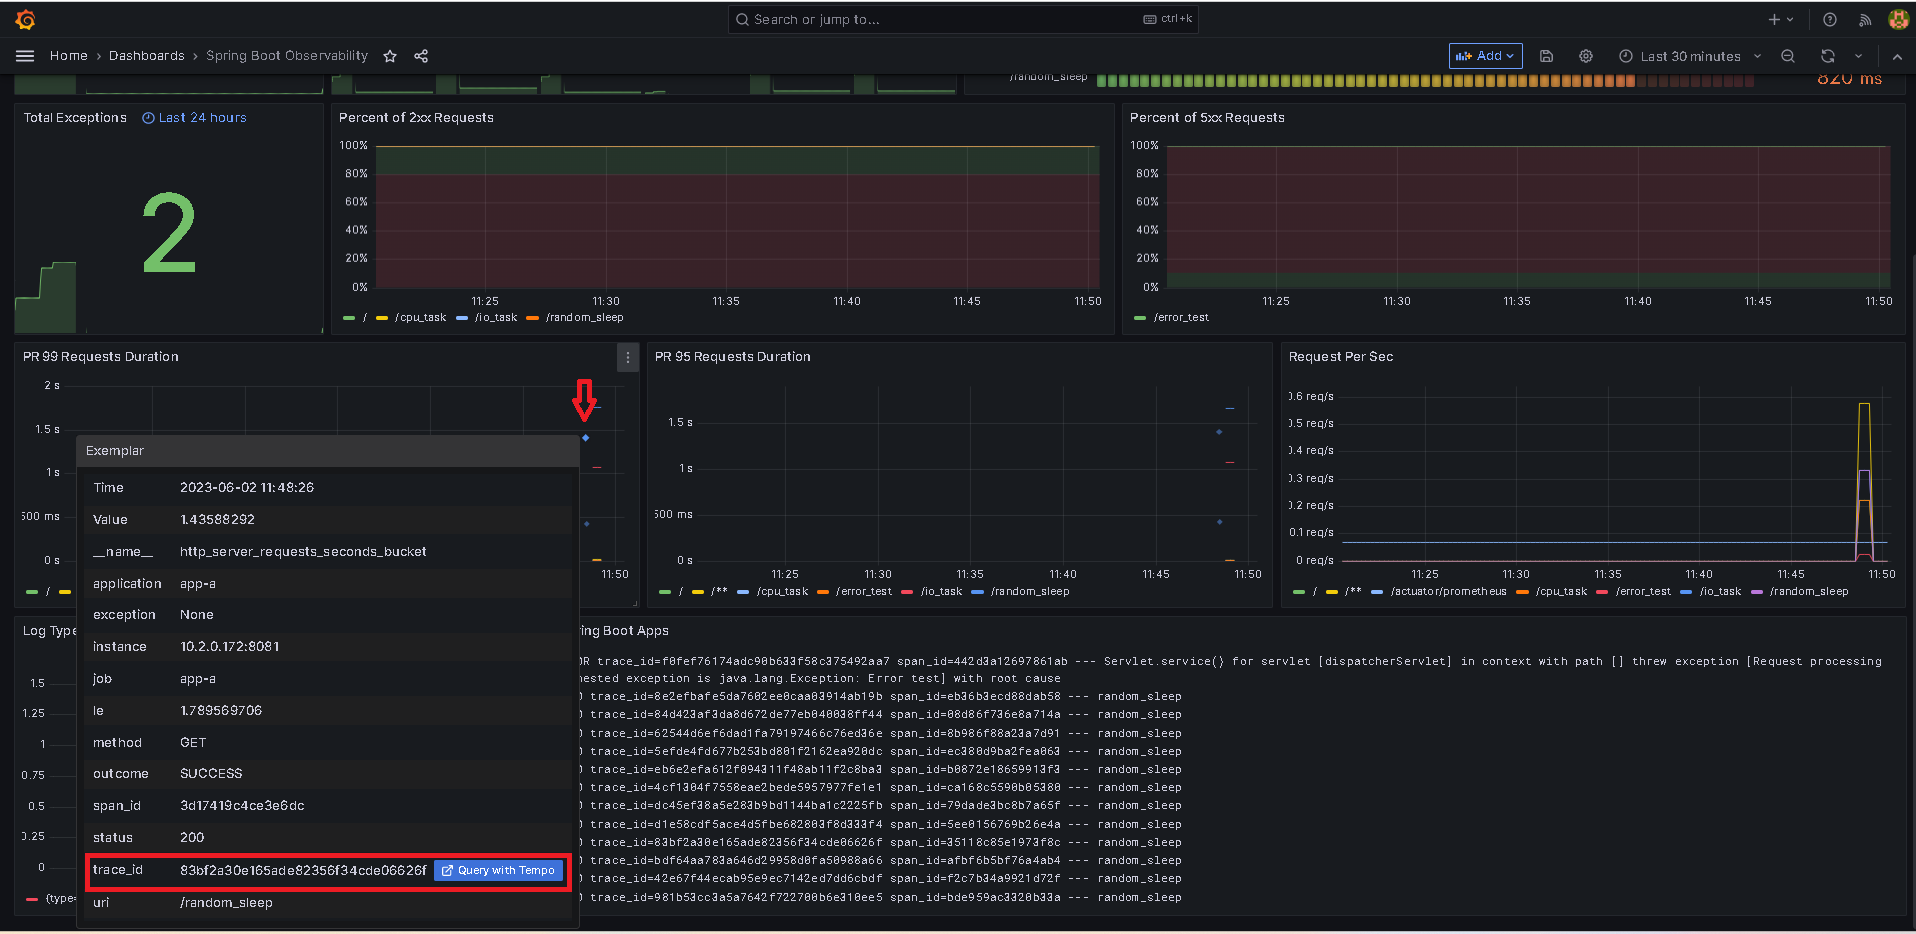 Search or jump to...
ctrl+k
Home > Dashboards > Spring Boot Observability
Add
Last 30 minutes
/random_sleep
820 ms
Total Exceptions
Last 24 hours
2
Percent of 2xx Requests
100%
80%
60%
40%
20%
0%
11:25 11:30 11:35 11:40 11:45 11:50
/ /cpu_task /io_task /random_sleep
Percent of 5xx Requests
100%
80%
60%
40%
20%
0%
11:25 11:30 11:35 11:40 11:45 11:50
/error_test
PR 99 Requests Duration
2 s
1.5 s
1 s
500 ms
0 s
11:50
/
Exemplar
Time 2023-06-02 11:48:26
Value 1.43588292
__name__ http_server_requests_seconds_bucket
application app-a
exception None
instance 10.2.0.172:8081
job app-a
le 1.789569706
method GET
outcome SUCCESS
span_id 3d17419c4ce3e6dc
status 200
trace_id 83bf2a30e165ade82356f34cde06626f Query with Tempo
uri /random_sleep
PR 95 Requests Duration
1.5 s
1 s
500 ms
0 s
11:25 11:30 11:35 11:40 11:45 11:50
/ /** /cpu_task /error_test /io_task /random_sleep
Request Per Sec
0.6 req/s
0.5 req/s
0.4 req/s
0.3 req/s
0.2 req/s
0.1 req/s
0 req/s
11:25 11:30 11:35 11:40 11:45 11:50
/ /** /actuator/prometheus /cpu_task /error_test /io_task /random_sleep
Log Type
1.5
1.25
1
0.75
0.5
0.25
0
{type=
ring Boot Apps
OR trace_id=f0fef76174adc90b633f58c375492aa7 span_id=442d3a12697861ab --- Servlet.service() for servlet [dispatcherServlet] in context with path [] threw exception [Request processing
nested exception is java.lang.Exception: Error test] with root cause
O trace_id=8e2efbafe5da7602ee0caa03914ab19b span_id=eb36b3ecd88dab58 --- random_sleep
O trace_id=84d423af3da8d672de77eb040038ff44 span_id=08d86f736e8a714a --- random_sleep
O trace_id=62544d6ef6dad1fa79197466c76ed36e span_id=8b986f88a23a7d91 --- random_sleep
O trace_id=5efde4fd677b253bd801f2162ea920dc span_id=ec380d9ba2fea063 --- random_sleep
O trace_id=eb6e2efa612f094311f48ab11f2c8ba3 span_id=b0872e18659913f3 --- random_sleep
O trace_id=4cf1304f7558eae2bede5957977fe1e1 span_id=ca168c5590b05380 --- random_sleep
O trace_id=dc45ef38a5e283b9bd1144ba1c2225fb span_id=79dade3bc8b7a65f --- random_sleep
O trace_id=d1e58cdf5ace4d5fbe682803f8d333f4 span_id=5ee0156769b26e4a --- random_sleep
O trace_id=83bf2a30e165ade82356f34cde06626f span_id=35118c85e1973f8c --- random_sleep
O trace_id=bdf64aa783a646d29958d0fa50988a66 span_id=afbf6b5bf76a4ab4 --- random_sleep
O trace_id=42e67f44ecab95e9ec7142ed7dd6cbdf span_id=f2c7b34a9921d72f --- random_sleep
O trace_id=981b53cc3a5a7642f722700b6e310ee5 span_id=bde959ac3320b33a --- random_sleep